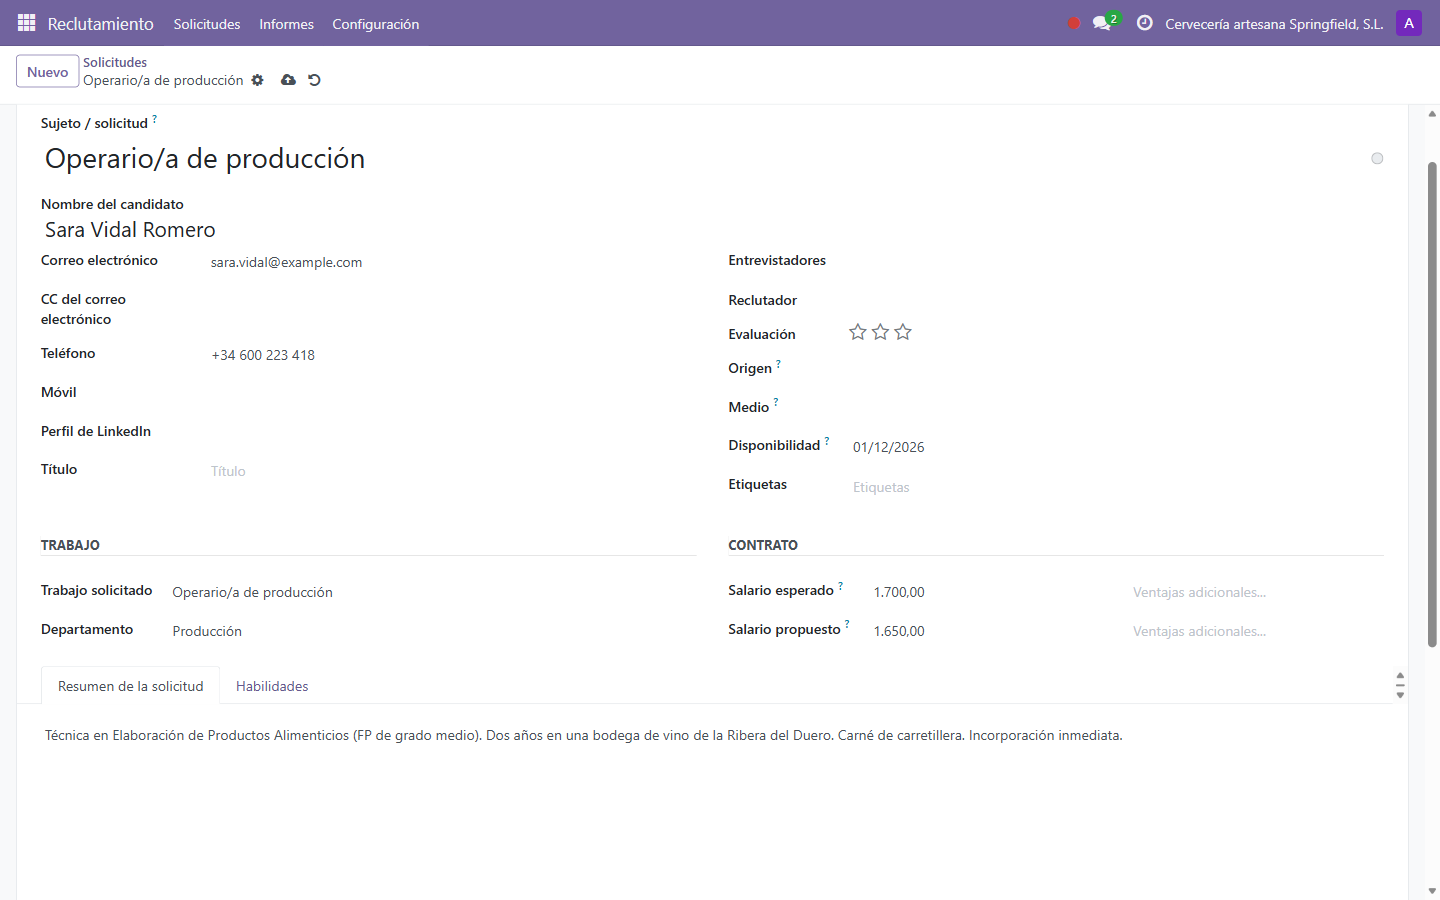 Reclutamiento Solicitudes Informes Configuración 2 Cervecería artesana Springfield, S.L. A
Nuevo
Solicitudes
Operario/a de producción
Sujeto / solicitud ?
Operario/a de producción
Nombre del candidato
Sara Vidal Romero
Correo electrónico sara.vidal@example.com
CC del correo
electrónico
Teléfono +34 600 223 418
Móvil
Perfil de LinkedIn
Título Título
Entrevistadores
Reclutador
Evaluación
Origen ?
Medio ?
Disponibilidad ? 01/12/2026
Etiquetas Etiquetas
TRABAJO
Trabajo solicitado Operario/a de producción
Departamento Producción
CONTRATO
Salario esperado ? 1.700,00 Ventajas adicionales...
Salario propuesto ? 1.650,00 Ventajas adicionales...
Resumen de la solicitud Habilidades
Técnica en Elaboración de Productos Alimenticios (FP de grado medio). Dos años en una bodega de vino de la Ribera del Duero. Carné de carretillera. Incorporación inmediata.